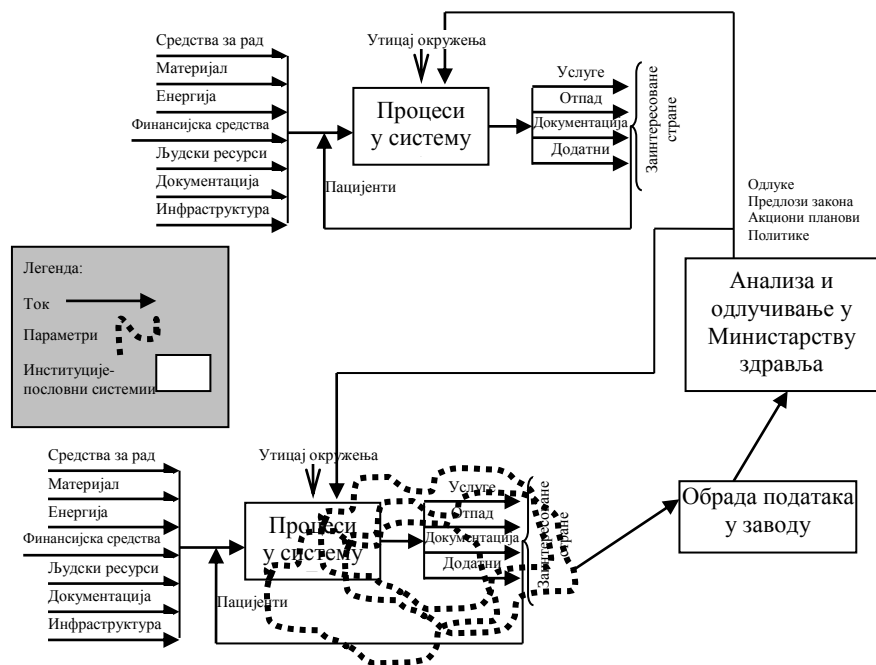 Средства за рад
Материјал
Енергија
Финансијска средства
Људски ресурси
Документација
Инфраструктура
Утицај окружења
Процеси
у систему
Пацијенти
Услуге
Отпад
Документација
Додатни
Заинтересоване
стране
Одлуке
Предлози закона
Акциони планови
Политике
Легенда:
Ток
Параметри
Институције-
пословни системии
Анализа и
одлучивање у
Министарству
здравља
Обрада података
у заводу
Средства за рад
Материјал
Енергија
Финансијска средства
Људски ресурси
Документација
Инфраструктура
Утицај окружења
Процеси
у систему
Пацијенти
Услуге
Отпад
Документација
Додатни
Заинтересоване
стране